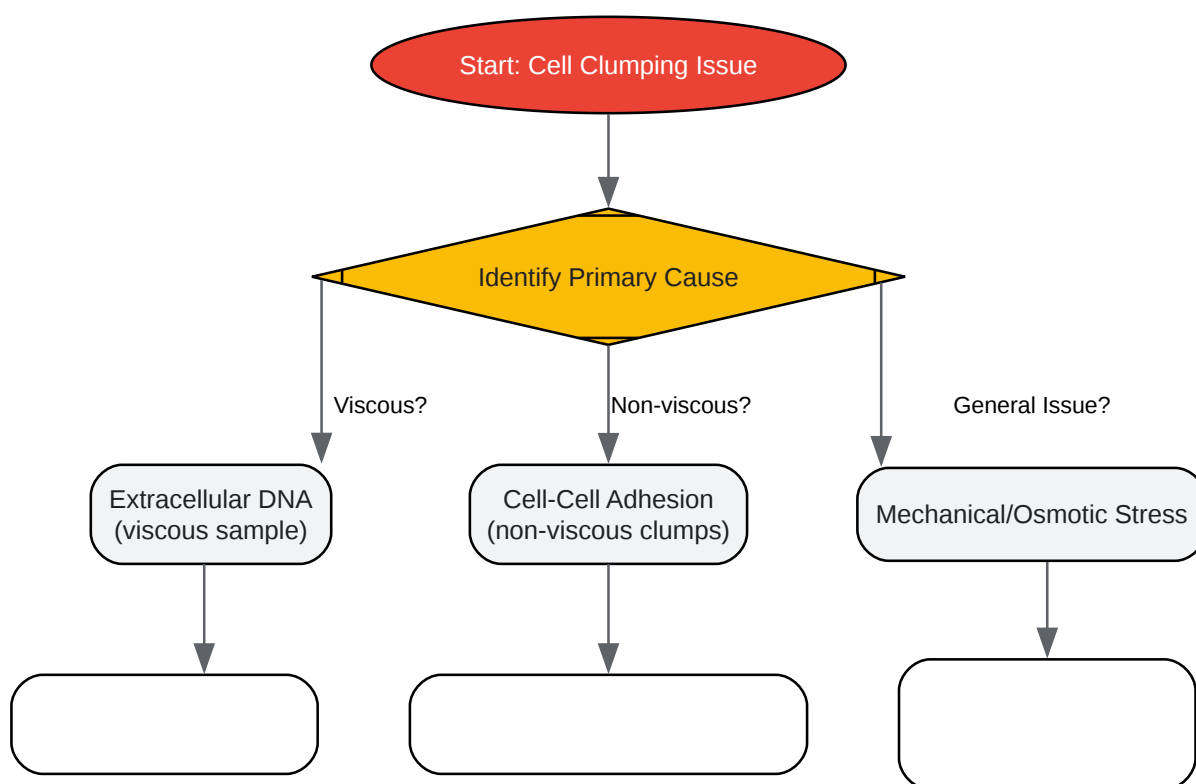 Start: Cell Clumping Issue
Identify Primary Cause
Viscous?
Non-viscous?
General Issue?
Extracellular DNA
(viscous sample)
Cell-Cell Adhesion
(non-viscous clumps)
Mechanical/Osmotic Stress